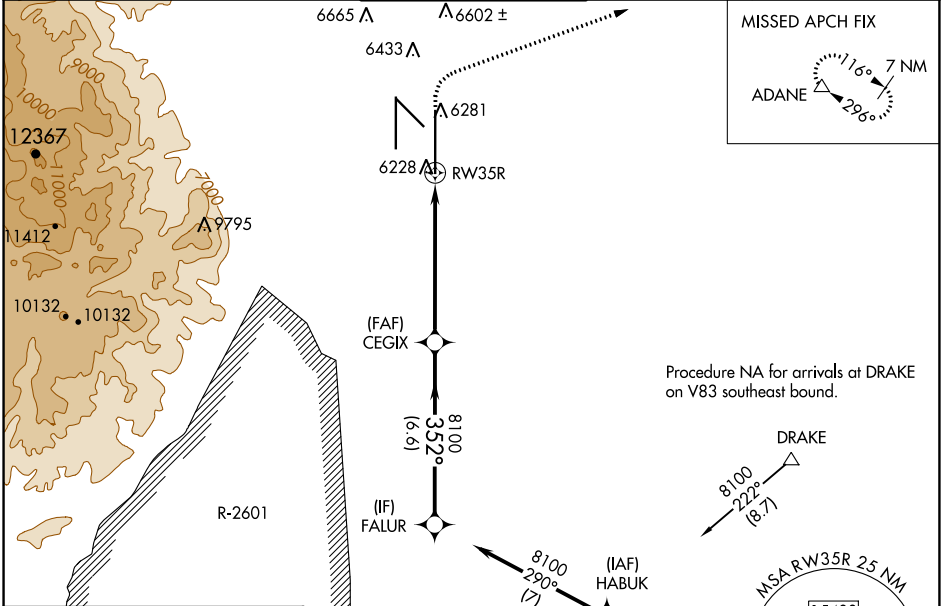 6665
6602 ±
6433
6281
6228
RW35R
MISSED APCH FIX
ADANE
116°
7 NM
296°
9000
10000
12367
11000
7000
9795
11412
10132
10132
(FAF)
CEGIX
8100
352°
(6.6)
Procedure NA for arrivals at DRAKE
on V83 southeast bound.
DRAKE
8100
222°
(8.7)
R-2601
(IF)
FALUR
8100
290°
(7)
(IAF)
HABUK
MSA RW35R 25 NM